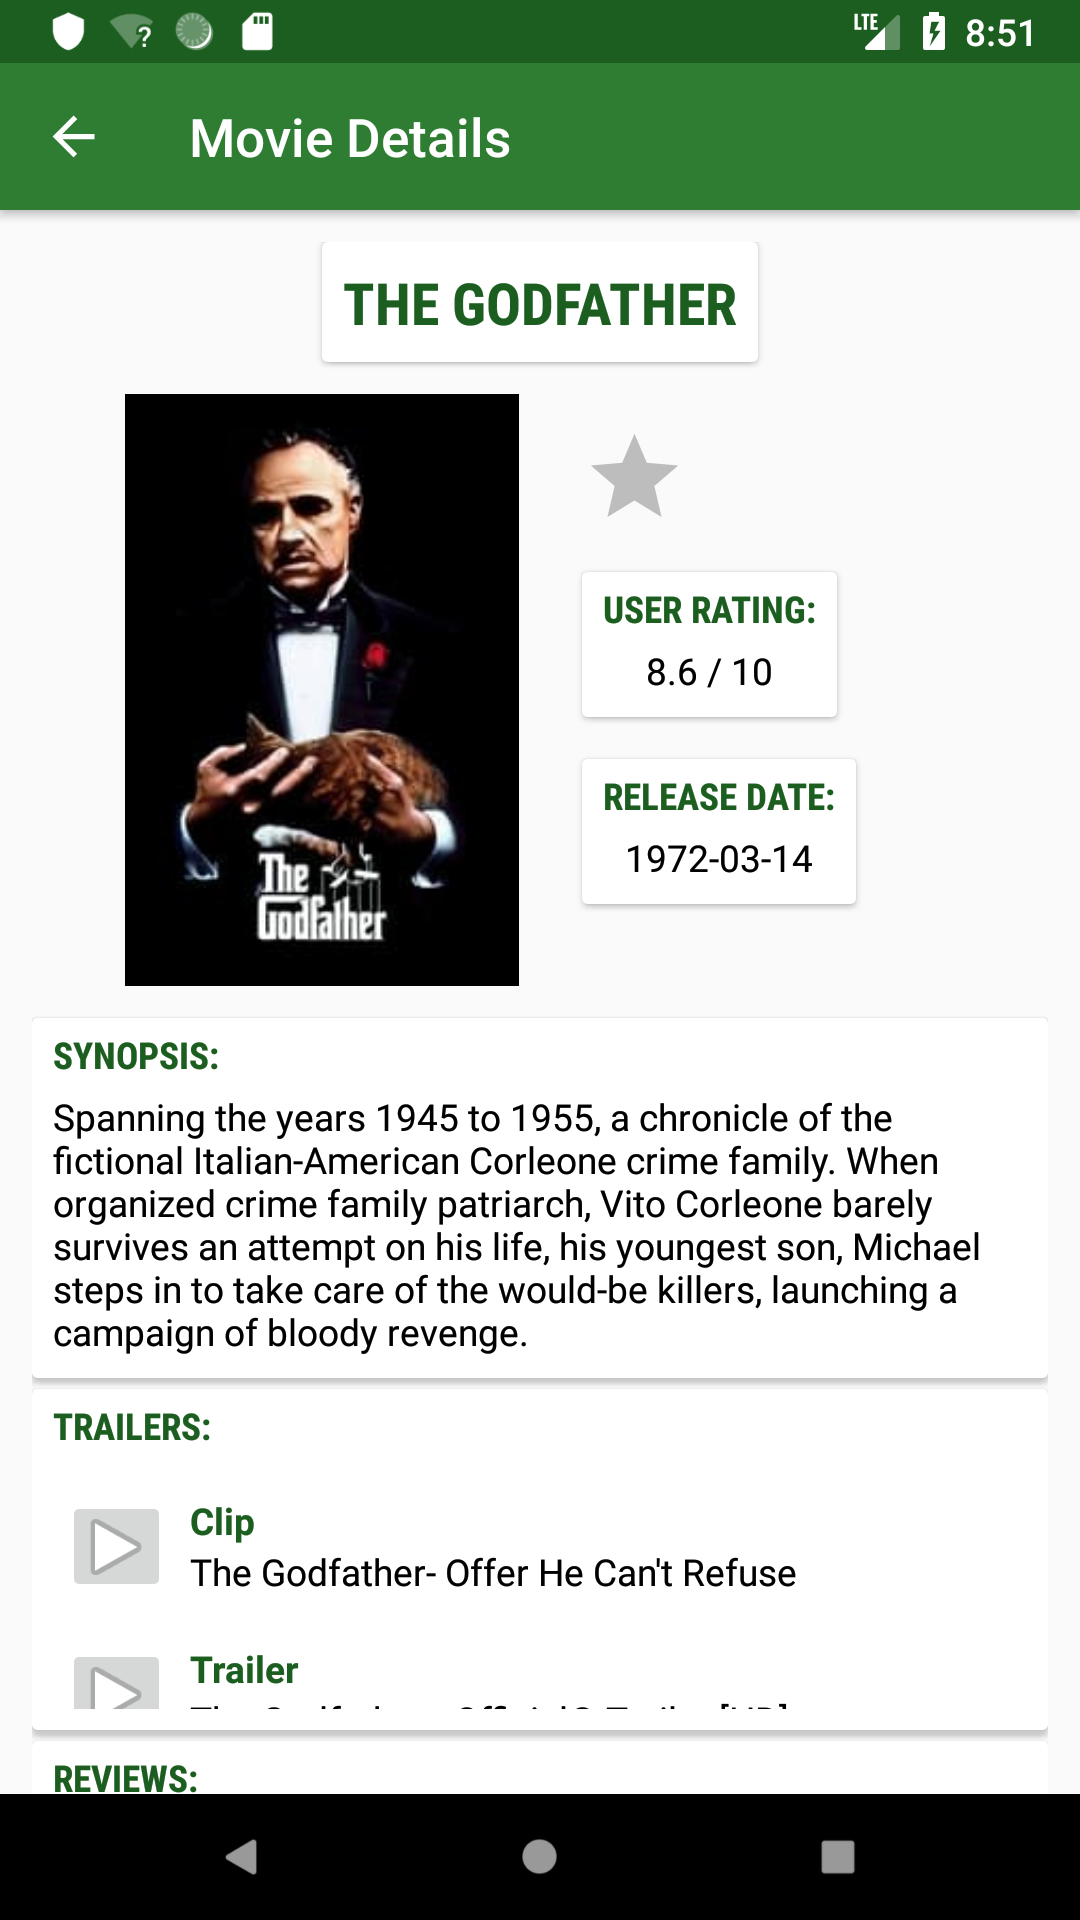 LTE 8:51
Movie Details
THE GODFATHER
USER RATING:
8.6 / 10
RELEASE DATE:
1972-03-14
The
Godfather
SYNOPSIS:
Spanning the years 1945 to 1955, a chronicle of the
fictional Italian-American Corleone crime family. When
organized crime family patriarch, Vito Corleone barely
survives an attempt on his life, his youngest son, Michael
steps in to take care of the would-be killers, launching a
campaign of bloody revenge.
TRAILERS:
Clip
The Godfather- Offer He Can't Refuse
Trailer
REVIEWS: